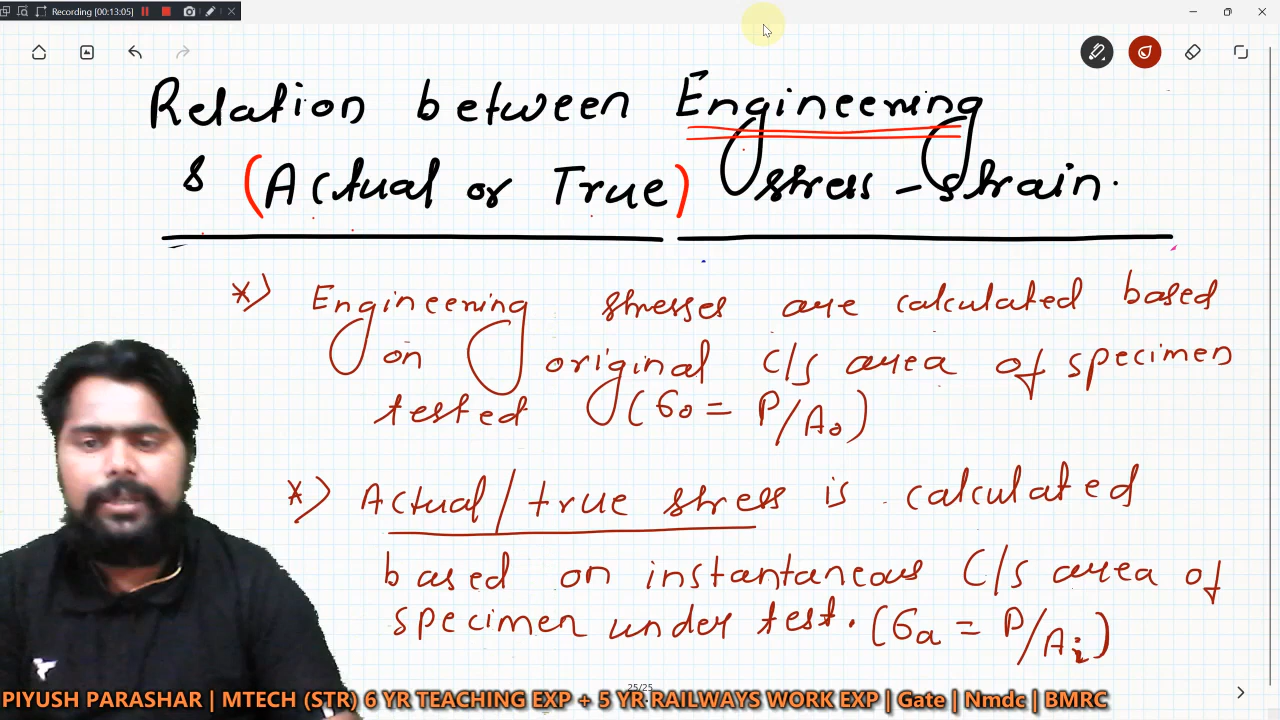 Recording [00:13:05]
Relation between Engineering
& (Actual or True) stress - strain.
*) Engineering stresses are calculated based
on original C/s area of specimen
tested (σo = P/Ao)
*) Actual/true stress is calculated
based on instantaneous C/s area of
specimen under test. (σa = P/Ai)
25/25
PIYUSH PARASHAR | MTECH (STR) 6 YR TEACHING EXP + 5 YR RAILWAYS WORK EXP | Gate | Nmdc | BMRC